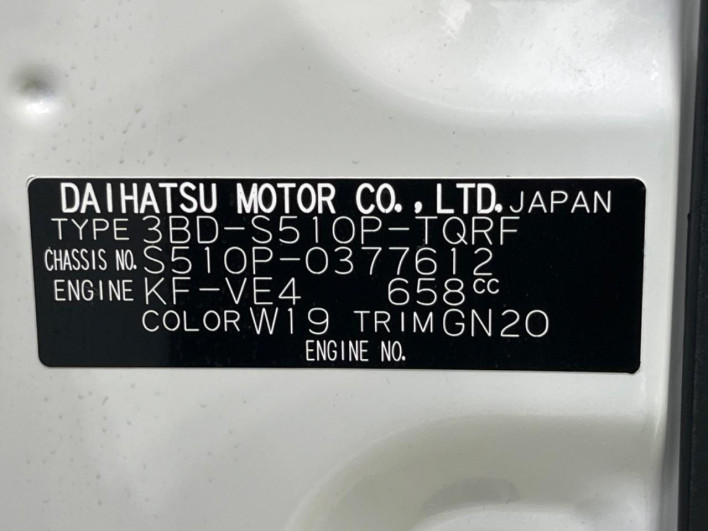 DAIHATSU MOTOR CO., LTD. JAPAN
TYPE 3BD-S510P-TQRF
CHASSIS NO. S510P-0377612
ENGINE KF-VE4 658cc
COLOR W19 TRIM GN20
ENGINE NO.